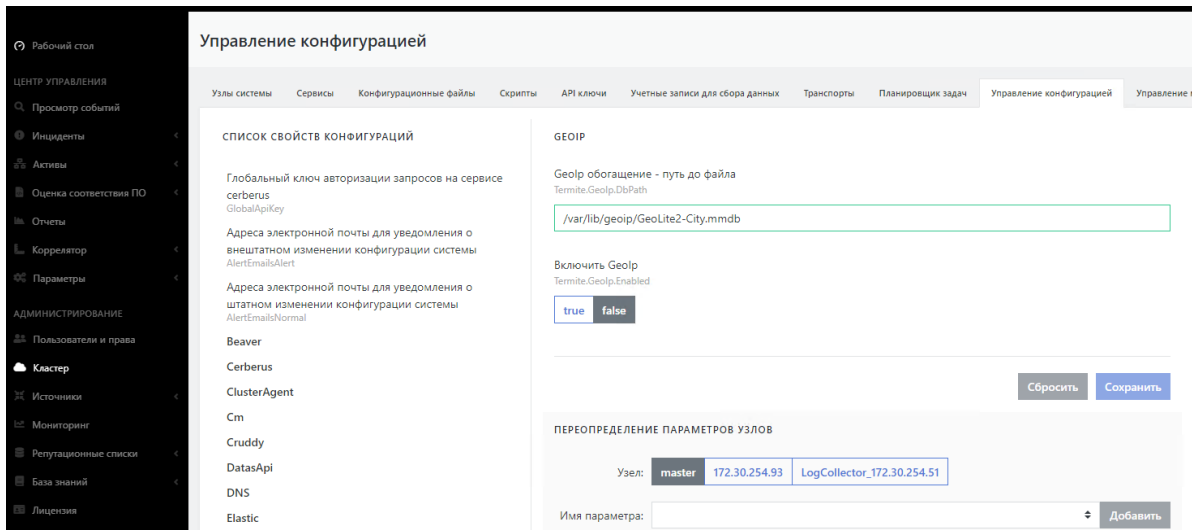 Рабочий стол
ЦЕНТР УПРАВЛЕНИЯ
Просмотр событий
Инциденты
Активы
Оценка соответствия ПО
Отчеты
Коррелятор
Параметры
АДМИНИСТРИРОВАНИЕ
Пользователи и права
Кластер
Источники
Мониторинг
Репутационные списки
База знаний
Лицензия
Управление конфигурацией
Узлы системы
Сервисы
Конфигурационные файлы
Скрипты
API ключи
Учетные записи для сбора данных
Транспорты
Планировщик задач
Управление конфигурацией
Управление
СПИСОК СВОЙСТВ КОНФИГУРАЦИЙ
Глобальный ключ авторизации запросов на сервисе
cerberus
GlobalApiKey
Адреса электронной почты для уведомления о
внештатном изменении конфигурации системы
AlertEmailsAlert
Адреса электронной почты для уведомления о
штатном изменении конфигурации системы
AlertEmailsNormal
Beaver
Cerberus
ClusterAgent
Cm
Cruddy
DatasApi
DNS
Elastic
GEOIP
GeoIp обогащение - путь до файла
Termite.GeoIp.DbPath
/var/lib/geoip/GeoLite2-City.mmdb
Включить GeoIp
Termite.GeoIp.Enabled
true false
Сбросить Сохранить
ПЕРЕОПРЕДЕЛЕНИЕ ПАРАМЕТРОВ УЗЛОВ
Узел: master 172.30.254.93 LogCollector_172.30.254.51
Имя параметра: Добавить